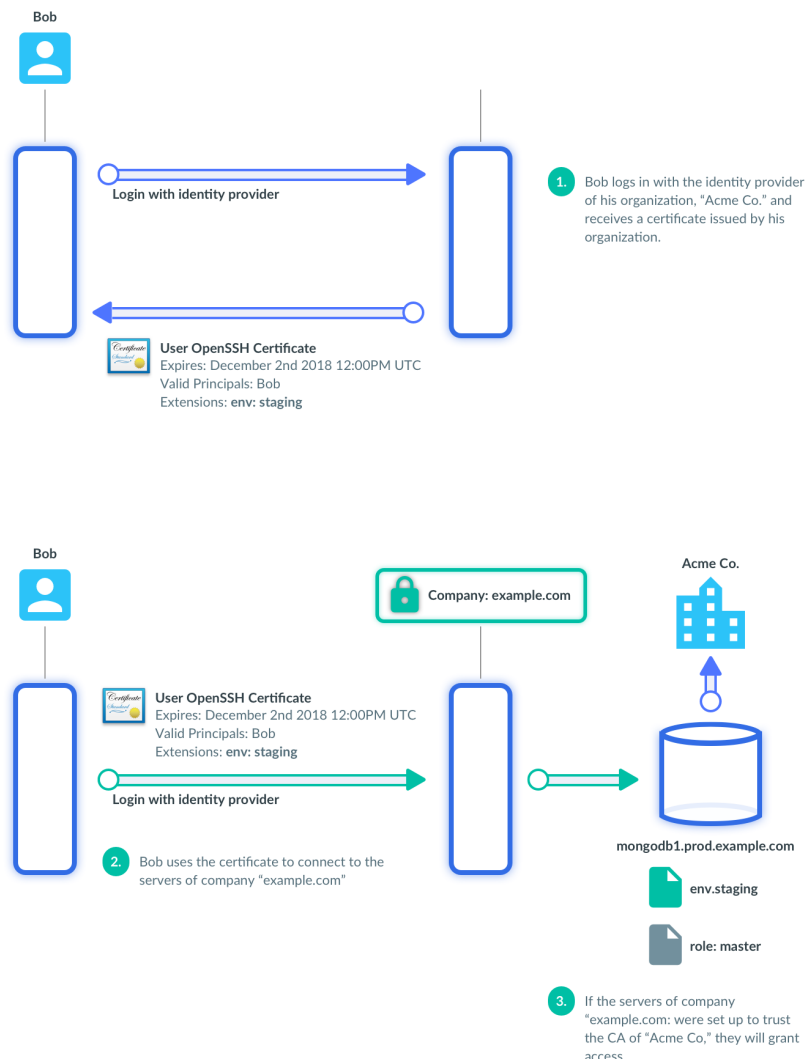 Bob
Login with identity provider
1.
Bob logs in with the identity provider
of his organization, “Acme Co.” and
receives a certificate issued by his
organization.
Certificate
Standard
User OpenSSH Certificate
Expires: December 2nd 2018 12:00PM UTC
Valid Principals: Bob
Extensions: env: staging
Bob
Company: example.com
Acme Co.
Certificate
Standard
User OpenSSH Certificate
Expires: December 2nd 2018 12:00PM UTC
Valid Principals: Bob
Extensions: env: staging
Login with identity provider
2.
Bob uses the certificate to connect to the
servers of company “example.com”
mongodb1.prod.example.com
env.staging
role: master
3.
If the servers of company
“example.com: were set up to trust
the CA of “Acme Co,” they will grant
access